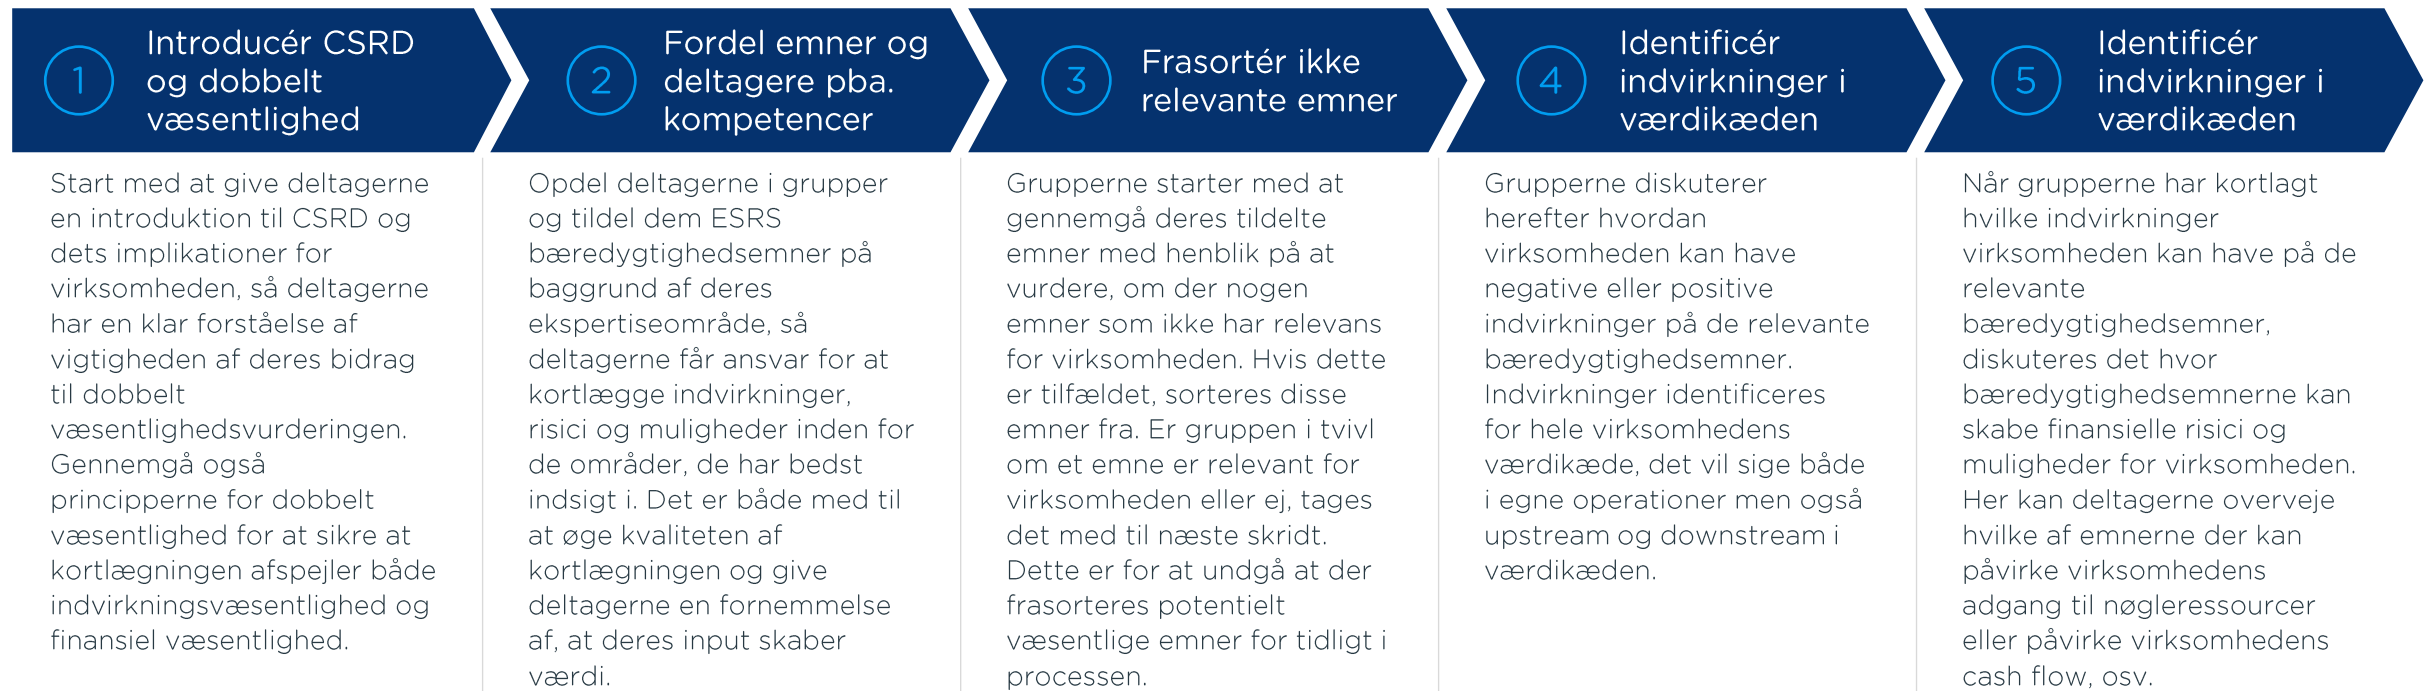 1
Introducér CSRD
og dobbelt
væsentlighed
Start med at give deltagerne
en introduktion til CSRD og
dets implikationer for
virksomheden, så deltagerne
har en klar forståelse af
vigtigheden af deres bidrag
til dobbelt
væsentlighedsvurderingen.
Gennemgå også
principperne for dobbelt
væsentlighed for at sikre at
kortlægningen afspejler både
indvirkningsvæsentlighed og
finansiel væsentlighed.
2
Fordel emner og
deltagere pba.
kompetencer
Opdel deltagerne i grupper
og tildel dem ESRS
bæredygtighedsemner på
baggrund af deres
ekspertiseområde, så
deltagerne får ansvar for at
kortlægge indvirkninger,
risici og muligheder inden for
de områder, de har bedst
indsigt i. Det er både med til
at øge kvaliteten af
kortlægningen og give
deltagerne en fornemmelse
af, at deres input skaber
værdi.
3
Frasortér ikke
relevante emner
Grupperne starter med at
gennemgå deres tildelte
emner med henblik på at
vurdere, om der nogen
emner som ikke har relevans
for virksomheden. Hvis dette
er tilfældet, sorteres disse
emner fra. Er gruppen i tvivl
om et emne er relevant for
virksomheden eller ej, tages
det med til næste skridt.
Dette er for at undgå at der
frasorteres potentielt
væsentlige emner for tidligt i
processen.
4
Identificér
indvirkninger i
værdikæden
Grupperne diskuterer
herefter hvordan
virksomheden kan have
negative eller positive
indvirkninger på de relevante
bæredygtighedsemner.
Indvirkninger identificeres
for hele virksomhedens
værdikæde, det vil sige både
i egne operationer men også
upstream og downstream i
værdikæden.
5
Identificér
indvirkninger i
værdikæden
Når grupperne har kortlagt
hvilke indvirkninger
virksomheden kan have på de
relevante
bæredygtighedsemner,
diskuteres det hvor
bæredygtighedsemnerne kan
skabe finansielle risici og
muligheder for virksomheden.
Her kan deltagerne overveje
hvilke af emnerne der kan
påvirke virksomhedens
adgang til nøgleressourcer
eller påvirke virksomhedens
cash flow, osv.